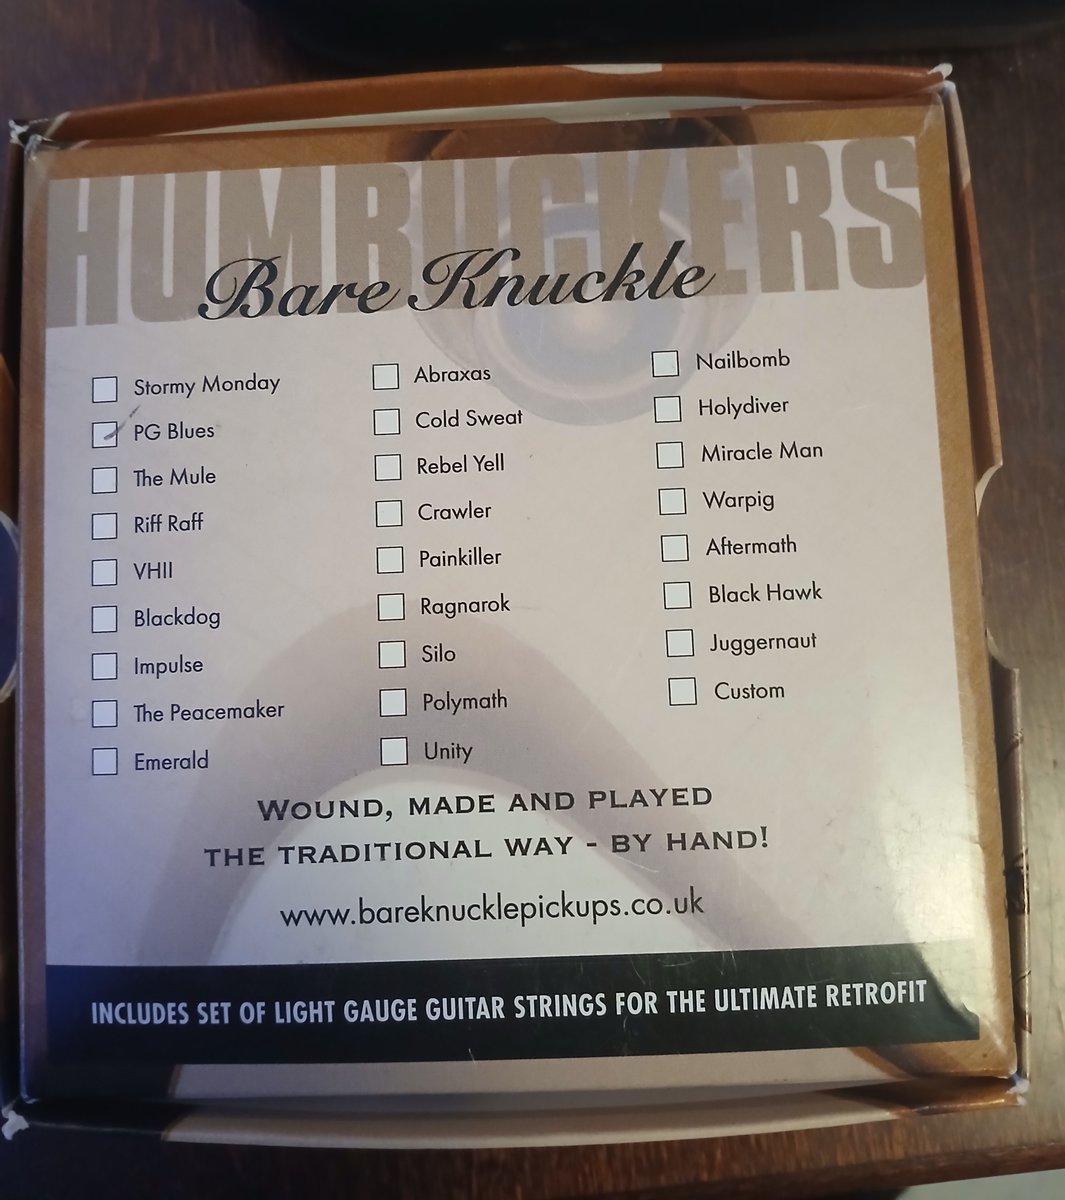 HUMBUCKERS
Bare Knuckle
Stormy Monday
PG Blues
The Mule
Riff Raff
VHII
Blackdog
Impulse
The Peacemaker
Emerald
Abraxas
Cold Sweat
Rebel Yell
Crawler
Painkiller
Ragnarok
Silo
Polymath
Unity
Nailbomb
Holydiver
Miracle Man
Warpig
Aftermath
Black Hawk
Juggernaut
Custom
WOUND, MADE AND PLAYED
THE TRADITIONAL WAY - BY HAND!
www.bareknucklepickups.co.uk
INCLUDES SET OF LIGHT GAUGE GUITAR STRINGS FOR THE ULTIMATE RETROFIT